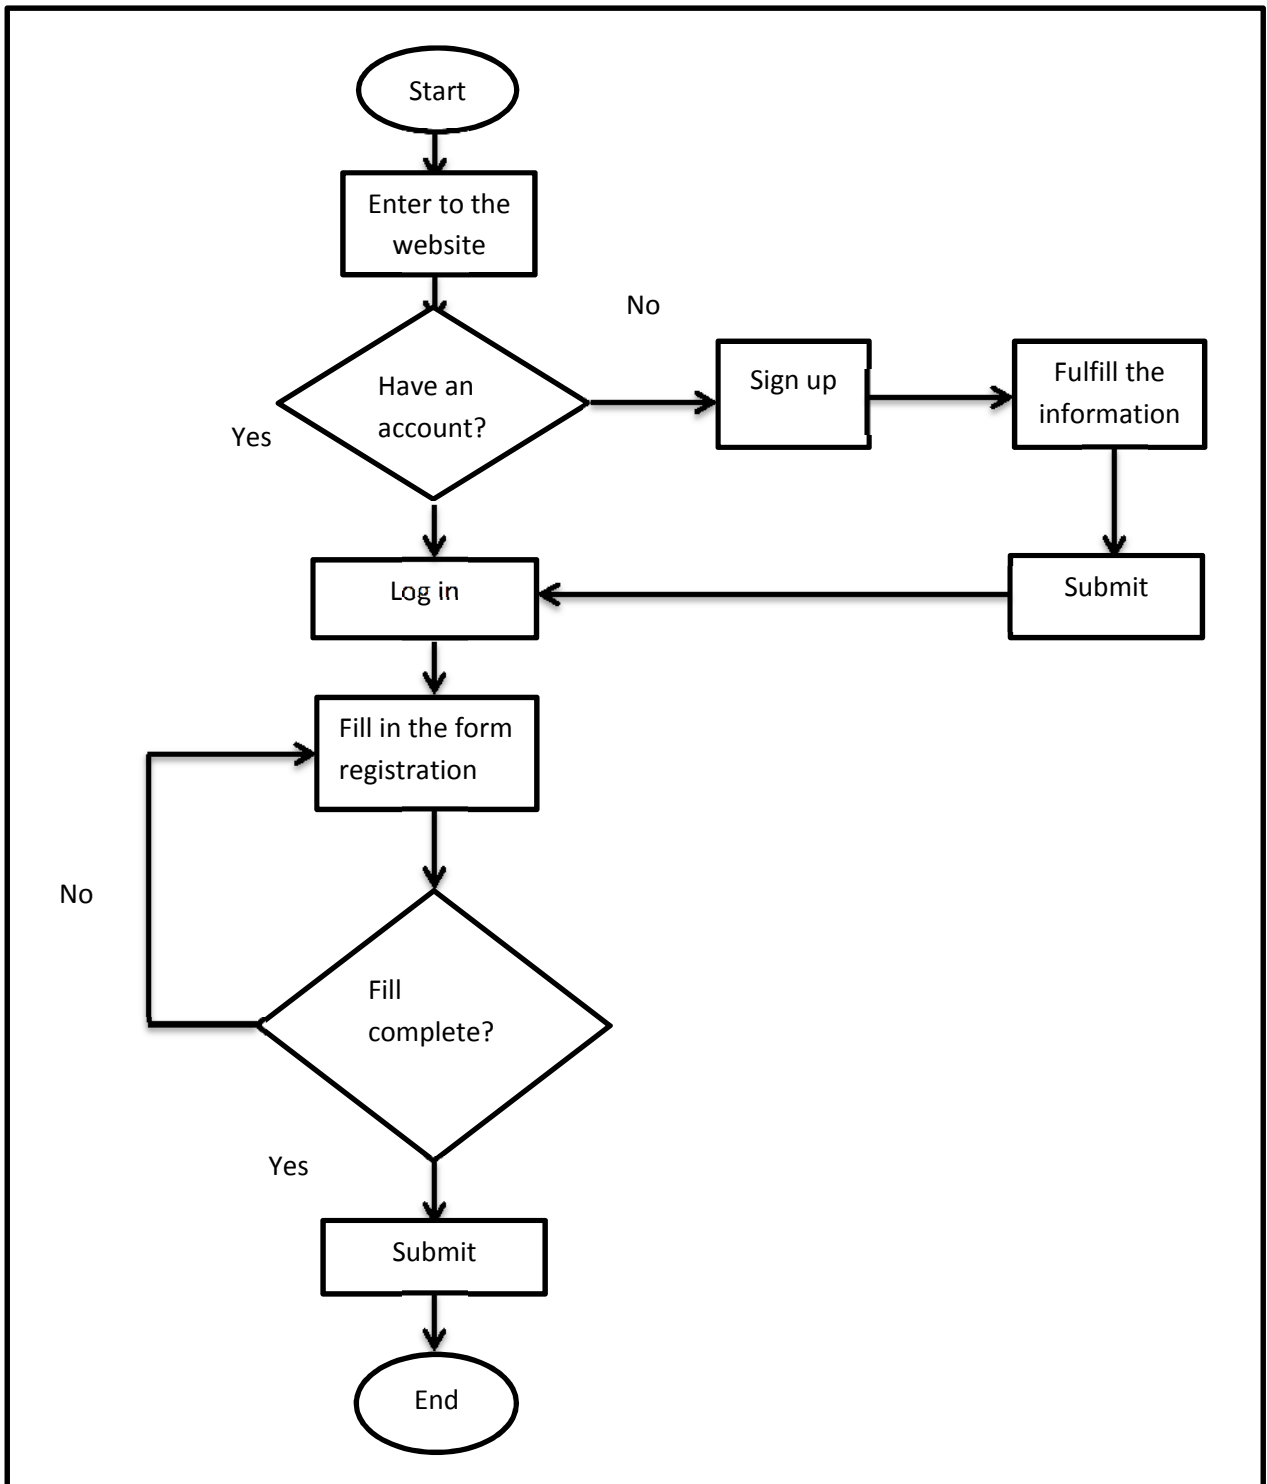 Start
Enter to the
website
No
Have an
account?
Yes
Sign up
Fulfill the
information
Submit
Log in
Fill in the form
registration
No
Fill
complete?
Yes
Submit
End